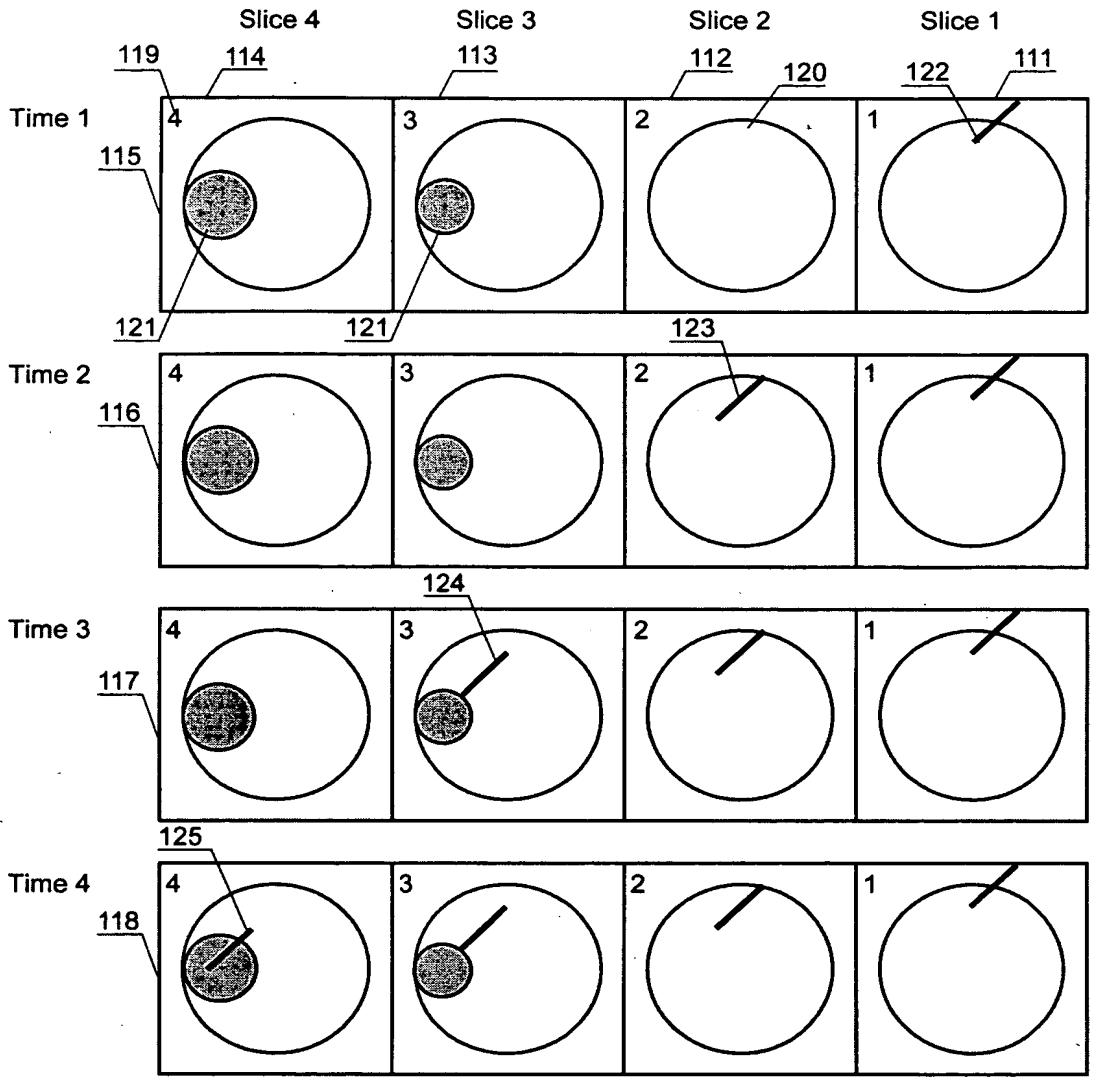 Slice 4 Slice 3 Slice 2 Slice 1
119 114 113 112 120 122 111
Time 1 4 3 2 1
115
121 121 123
Time 2 4 3 2 1
116
124
Time 3 4 3 2 1
117
125
Time 4 4 3 2 1
118